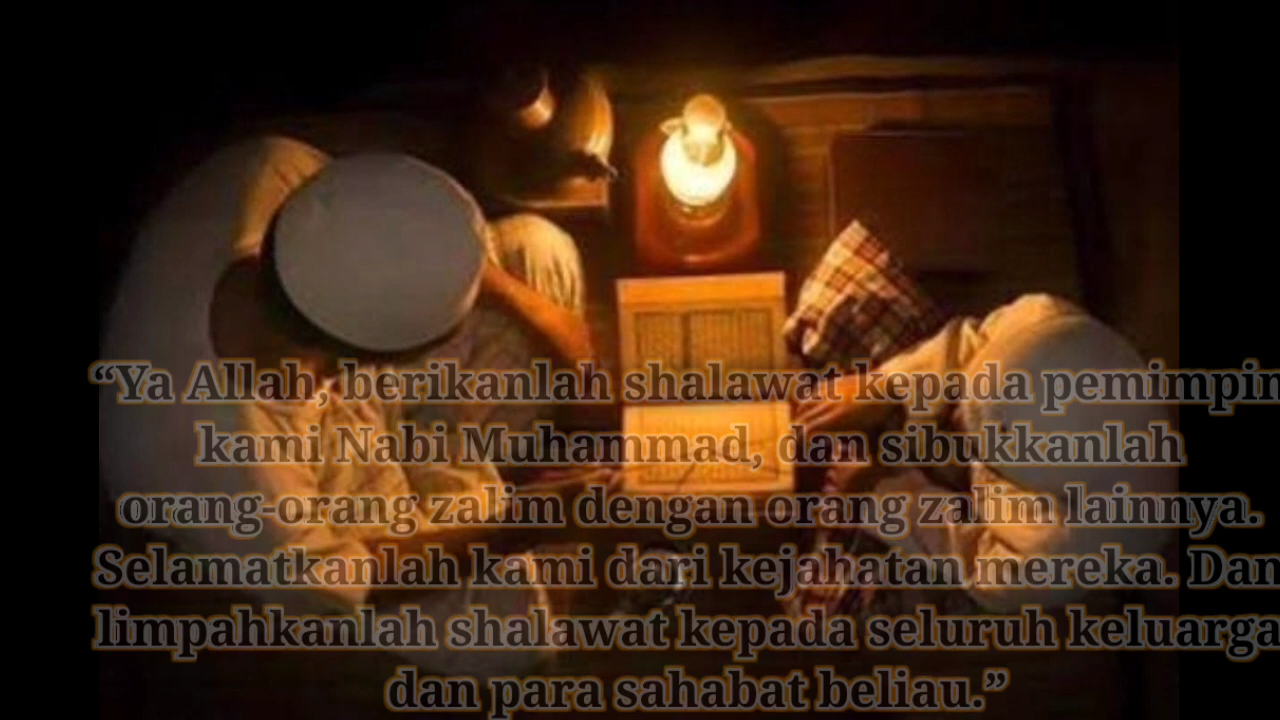 “Ya Allah, berikanlah shalawat kepada pemimpin
kami Nabi Muhammad, dan sibukkanlah
orang-orang zalim dengan orang zalim lainnya.
Selamatkanlah kami dari kejahatan mereka. Dan
limpahkanlah shalawat kepada seluruh keluarga
dan para sahabat beliau.”